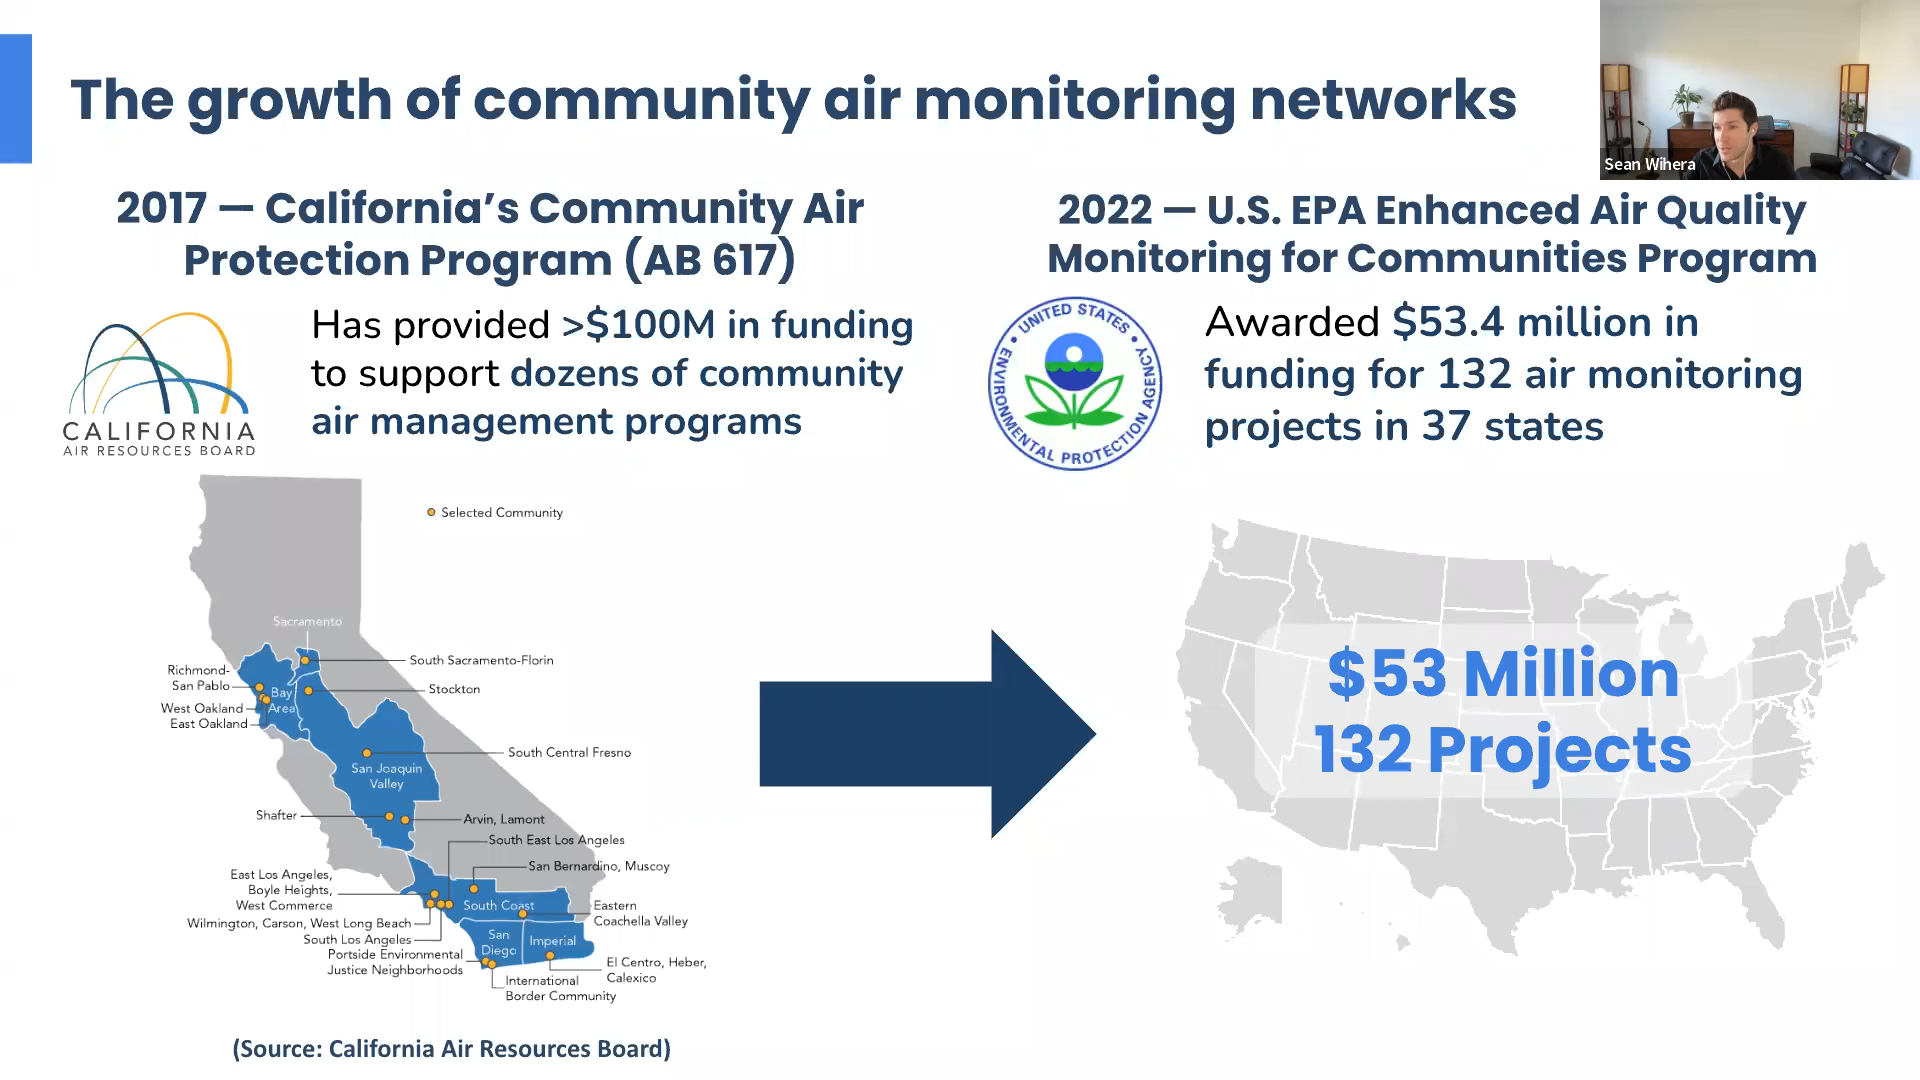 The growth of community air monitoring networks
Sean Wihera
2017 — California's Community Air
Protection Program (AB 617)
CALIFORNIA
AIR RESOURCES BOARD
Has provided >$100M in funding
to support dozens of community
air management programs
2022 — U.S. EPA Enhanced Air Quality
Monitoring for Communities Program
UNITED STATES
ENVIRONMENTAL PROTECTION AGENCY
Awarded $53.4 million in
funding for 132 air monitoring
projects in 37 states
Selected Community
Sacramento
South Sacramento-Florin
Richmond-
San Pablo
Stockton
Bay
Area
West Oakland
East Oakland
South Central Fresno
San Joaquin
Valley
Shafter
Arvin, Lamont
South East Los Angeles
San Bernardino, Muscoy
East Los Angeles,
Boyle Heights,
West Commerce
South Coast
Eastern
Coachella Valley
Wilmington, Carson, West Long Beach
South Los Angeles
San
Diego
Imperial
Portside Environmental
Justice Neighborhoods
El Centro, Heber,
Calexico
International
Border Community
$53 Million
132 Projects
(Source: California Air Resources Board)